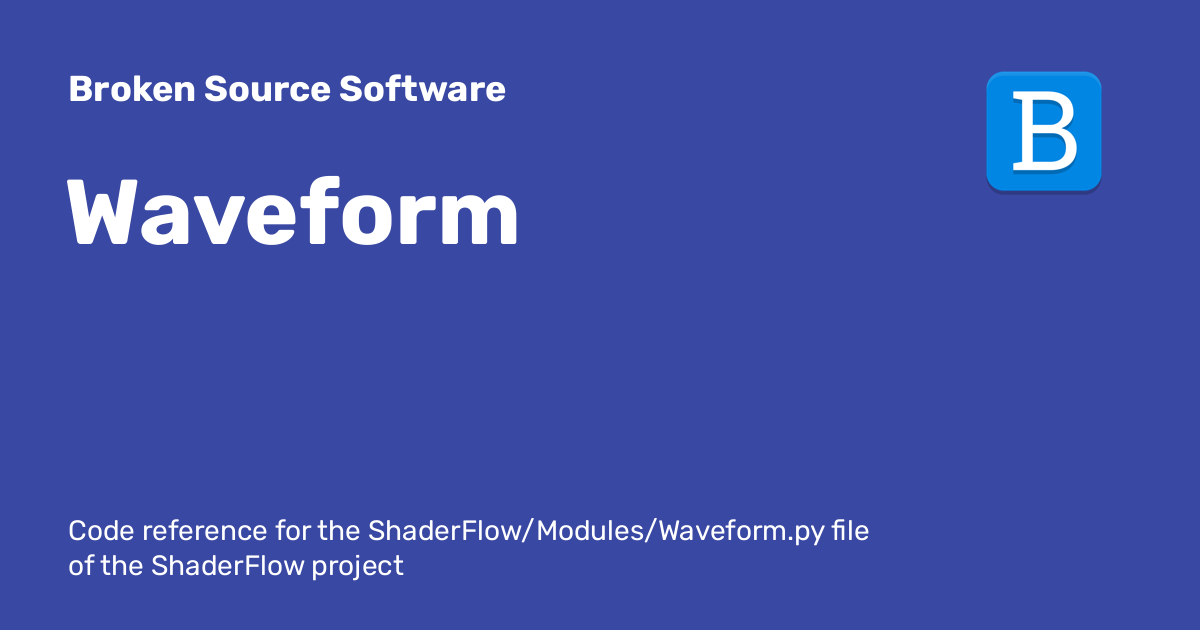 Broken Source Software
B
Waveform
Code reference for the ShaderFlow/Modules/Waveform.py file
of the ShaderFlow project